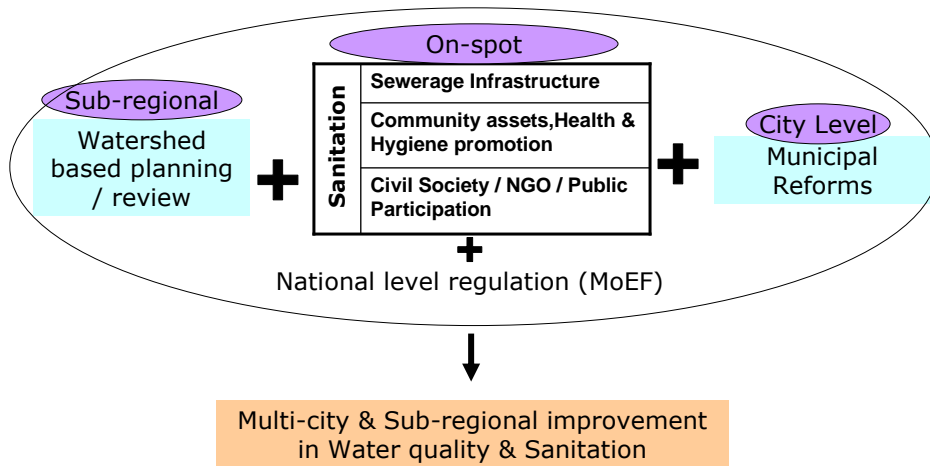 On-spot
Sub-regional
Watershed
based planning
/ review
+
Sanitation
Sewerage Infrastructure
Community assets,Health &
Hygiene promotion
Civil Society / NGO / Public
Participation
+
City Level
Municipal
Reforms
+
National level regulation (MoEF)
Multi-city & Sub-regional improvement
in Water quality & Sanitation